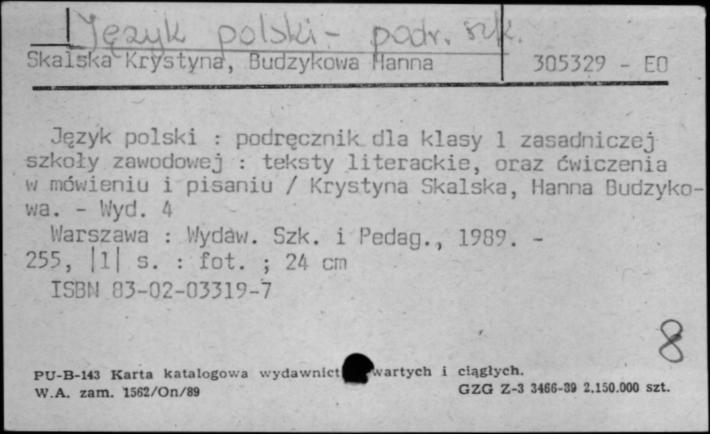 Język polski - podr. szk.
Skalska Krystyna, Budzykowa Hanna 305329 - EO
Język polski : podręcznik dla klasy 1 zasadniczej
szkoły zawodowej : teksty literackie, oraz ćwiczenia
w mówieniu i pisaniu / Krystyna Skalska, Hanna Budzyko-
wa. - Wyd. 4
Warszawa : Wydaw. Szk. i Pedag., 1989. -
255, |1| s. : fot. ; 24 cm
ISBN 83-02-03319-7
8
PU-B-143 Karta katalogowa wydawnict wartych i ciągłych.
W.A. zam. 1562/On/89 GZG Z-3 3466-89 2.150.000 szt.